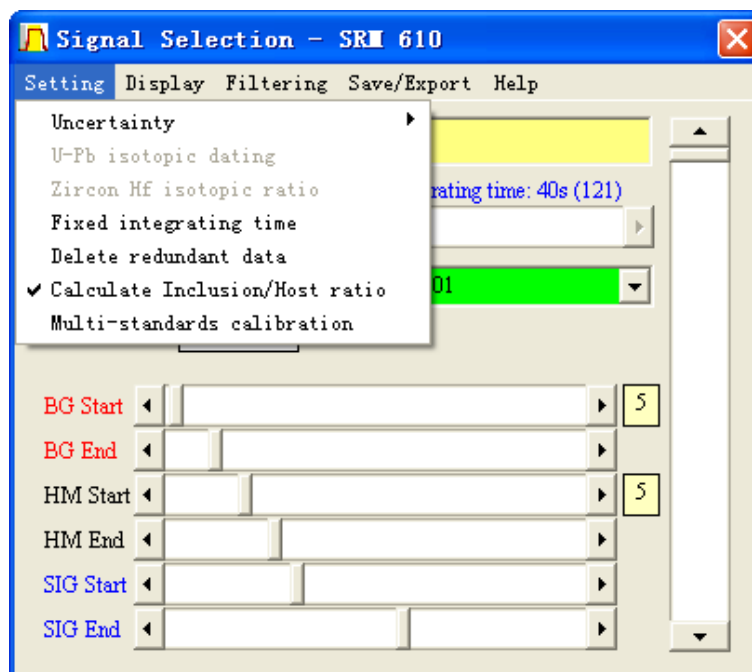 Signal Selection - SRM 610
Setting Display Filtering Save/Export Help
Uncertainty
U-Pb isotopic dating
Zircon Hf isotopic ratio
rating time: 40s (121)
Fixed integrating time
Delete redundant data
Calculate Inclusion/Host ratio
01
Multi-standards calibration
BG Start 5
BG End
HM Start 5
HM End
SIG Start
SIG End